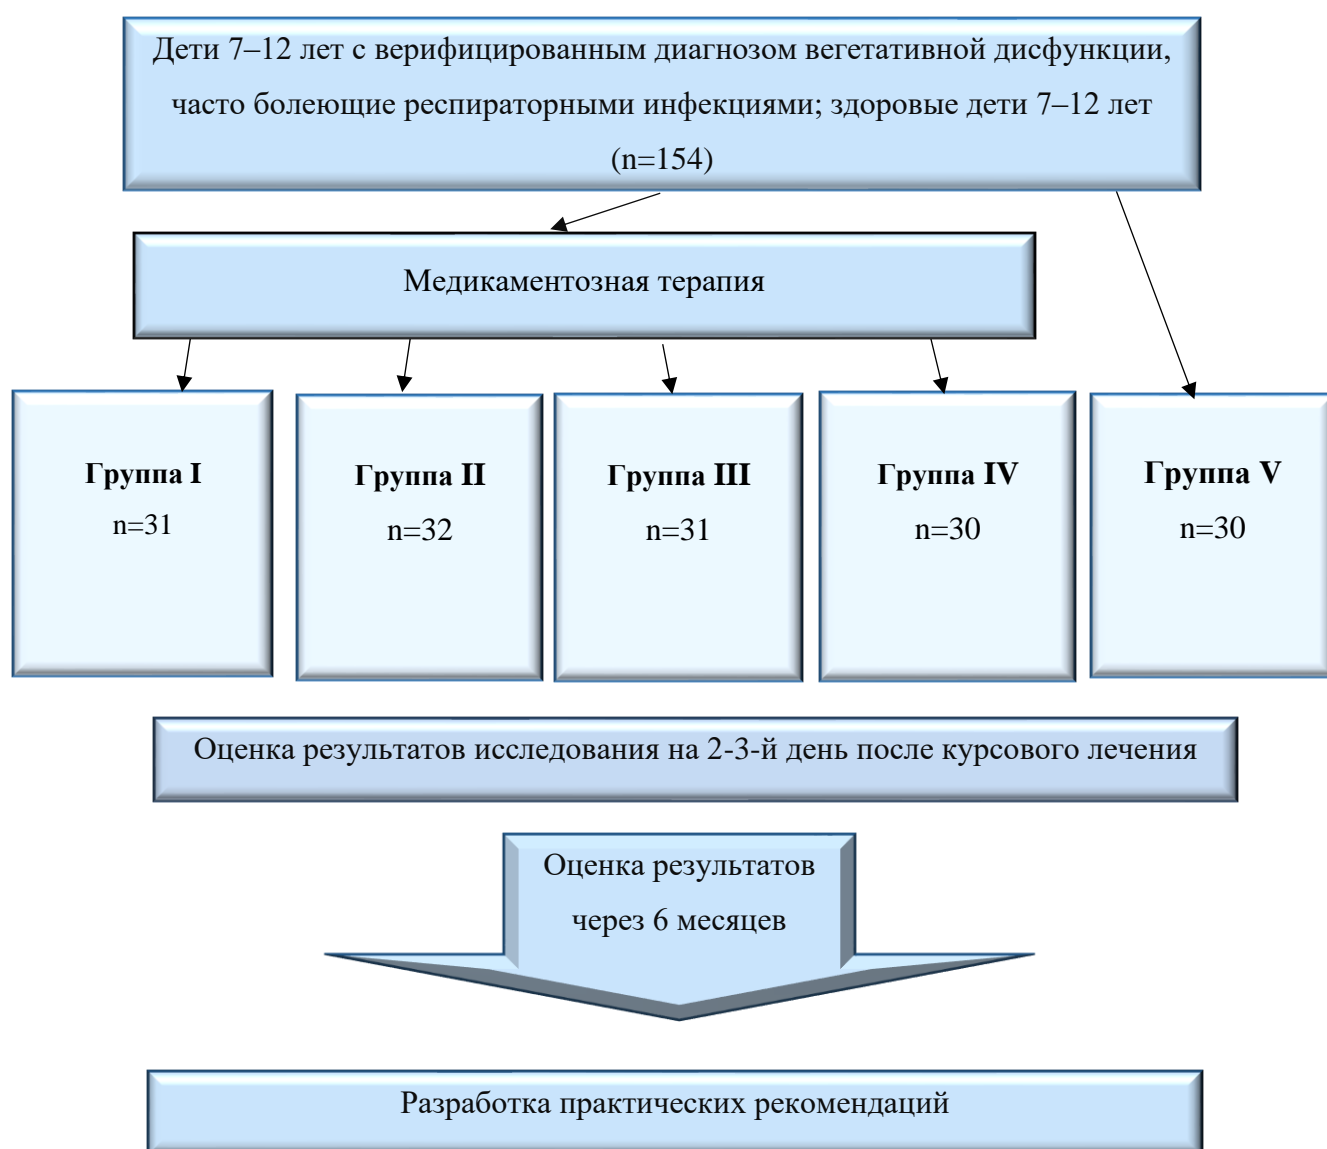 Дети 7–12 лет с верифицированным диагнозом вегетативной дисфункции,
часто болеющие респираторными инфекциями; здоровые дети 7–12 лет
(n=154)
Медикаментозная терапия
Группа I
n=31
Группа II
n=32
Группа III
n=31
Группа IV
n=30
Группа V
n=30
Оценка результатов исследования на 2-3-й день после курсового лечения
Оценка результатов
через 6 месяцев
Разработка практических рекомендаций